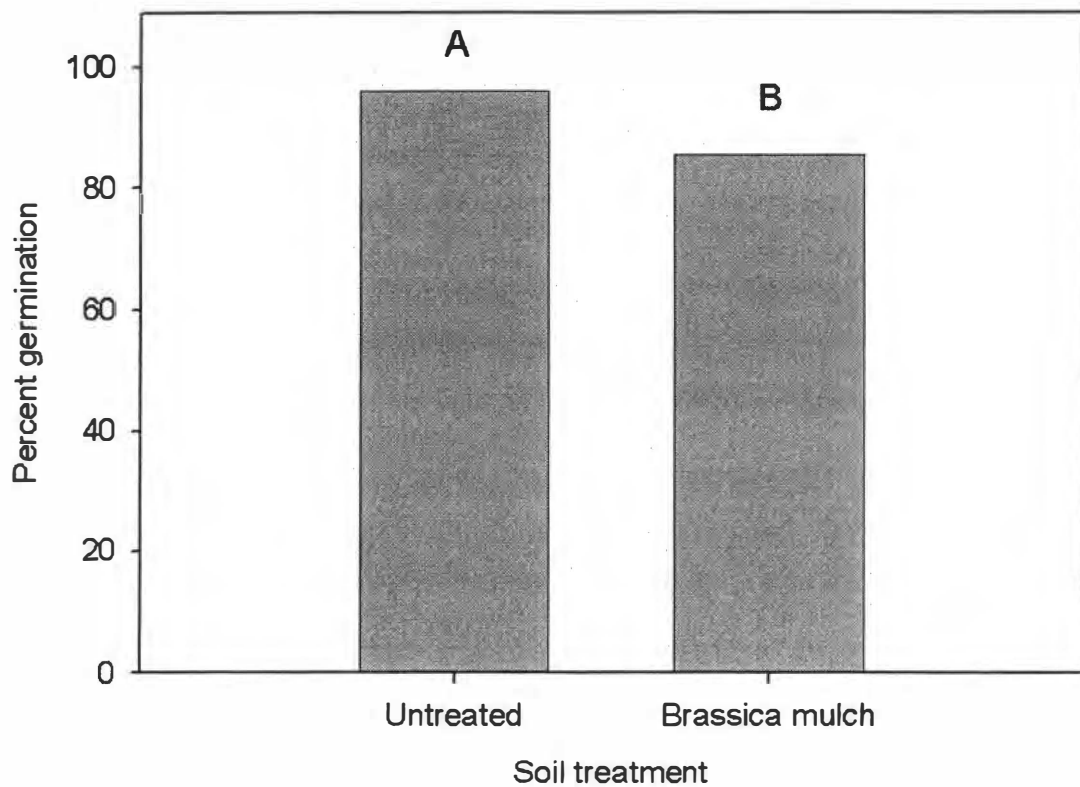 A
B
100
80
60
40
20
0
Percent germination
Untreated
Brassica mulch
Soil treatment